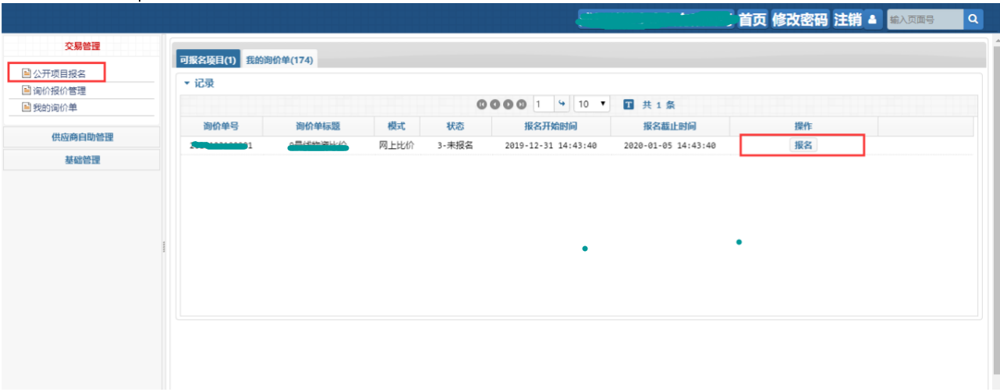 首页 修改密码 注销 输入页面号
交易管理
公开项目报名
询价报价管理
我的询价单
供应商自助管理
基础管理
可报名项目(1) 我的询价单(174)
记录
1 10 T 共 1 条
询价单号 询价单标题 模式 状态 报名开始时间 报名截止时间 操作
网上比价 3-未报名 2019-12-31 14:43:40 2020-01-05 14:43:40 报名